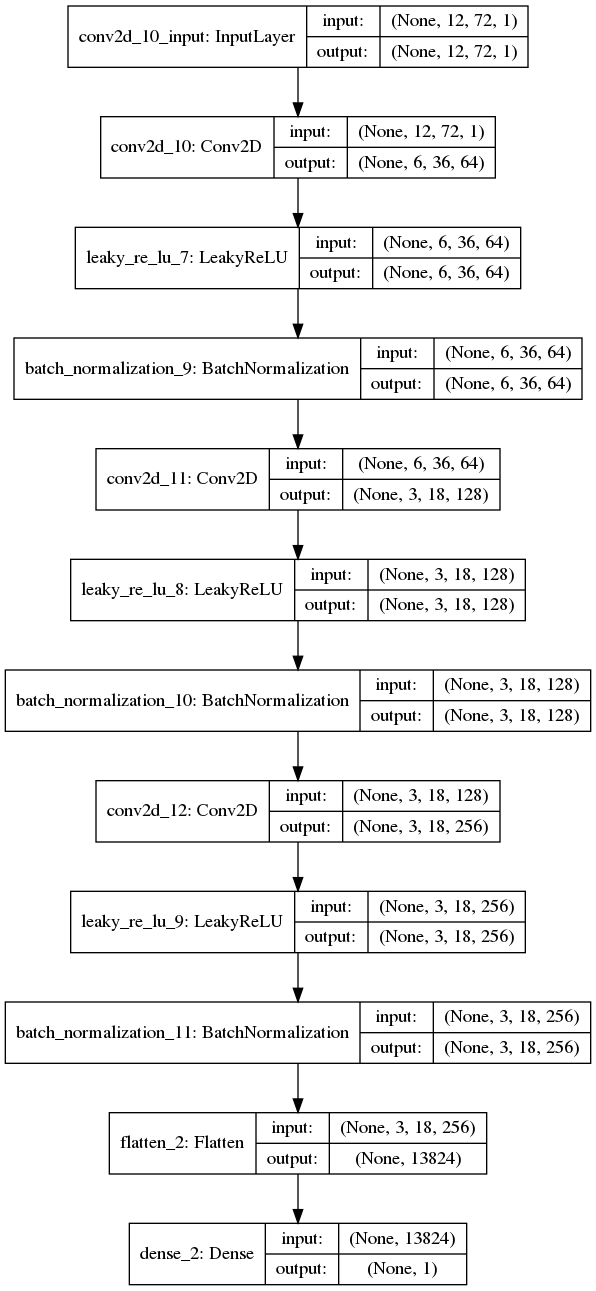 conv2d_10_input: InputLayer
input: (None, 12, 72, 1)
output: (None, 12, 72, 1)
conv2d_10: Conv2D
input: (None, 12, 72, 1)
output: (None, 6, 36, 64)
leaky_re_lu_7: LeakyReLU
input: (None, 6, 36, 64)
output: (None, 6, 36, 64)
batch_normalization_9: BatchNormalization
input: (None, 6, 36, 64)
output: (None, 6, 36, 64)
conv2d_11: Conv2D
input: (None, 6, 36, 64)
output: (None, 3, 18, 128)
leaky_re_lu_8: LeakyReLU
input: (None, 3, 18, 128)
output: (None, 3, 18, 128)
batch_normalization_10: BatchNormalization
input: (None, 3, 18, 128)
output: (None, 3, 18, 128)
conv2d_12: Conv2D
input: (None, 3, 18, 128)
output: (None, 3, 18, 256)
leaky_re_lu_9: LeakyReLU
input: (None, 3, 18, 256)
output: (None, 3, 18, 256)
batch_normalization_11: BatchNormalization
input: (None, 3, 18, 256)
output: (None, 3, 18, 256)
flatten_2: Flatten
input: (None, 3, 18, 256)
output: (None, 13824)
dense_2: Dense
input: (None, 13824)
output: (None, 1)